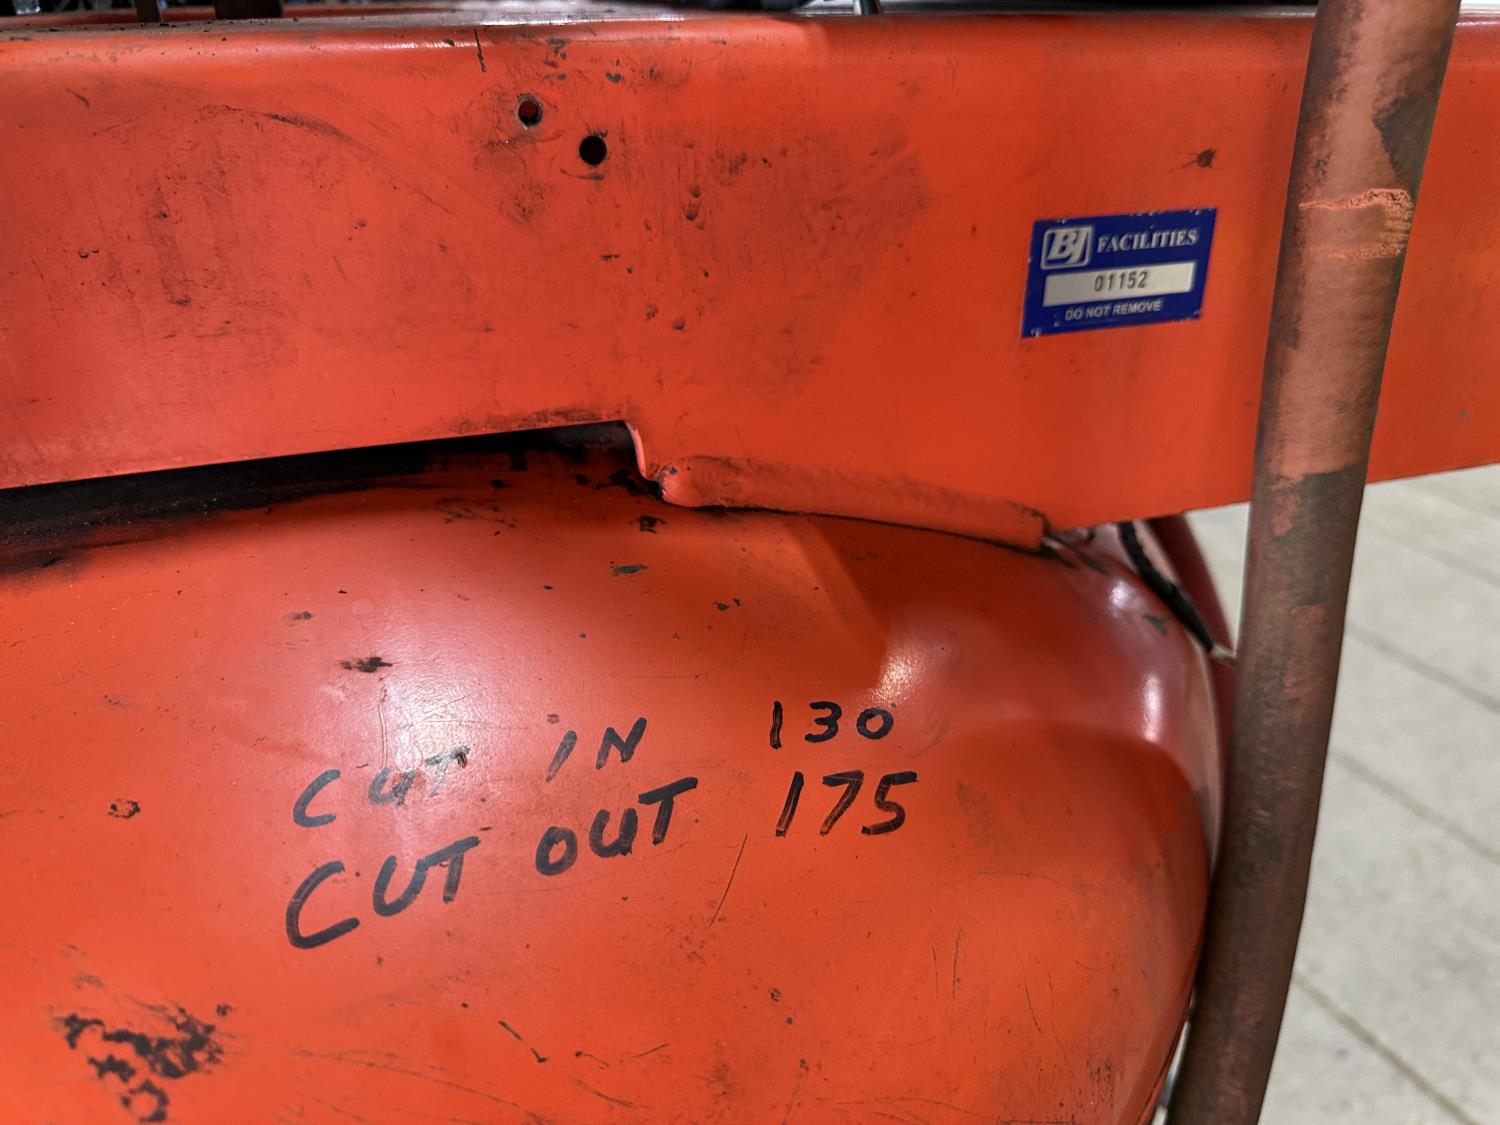 BJ FACILITIES
01152
DO NOT REMOVE
CUT IN 130
CUT OUT 175